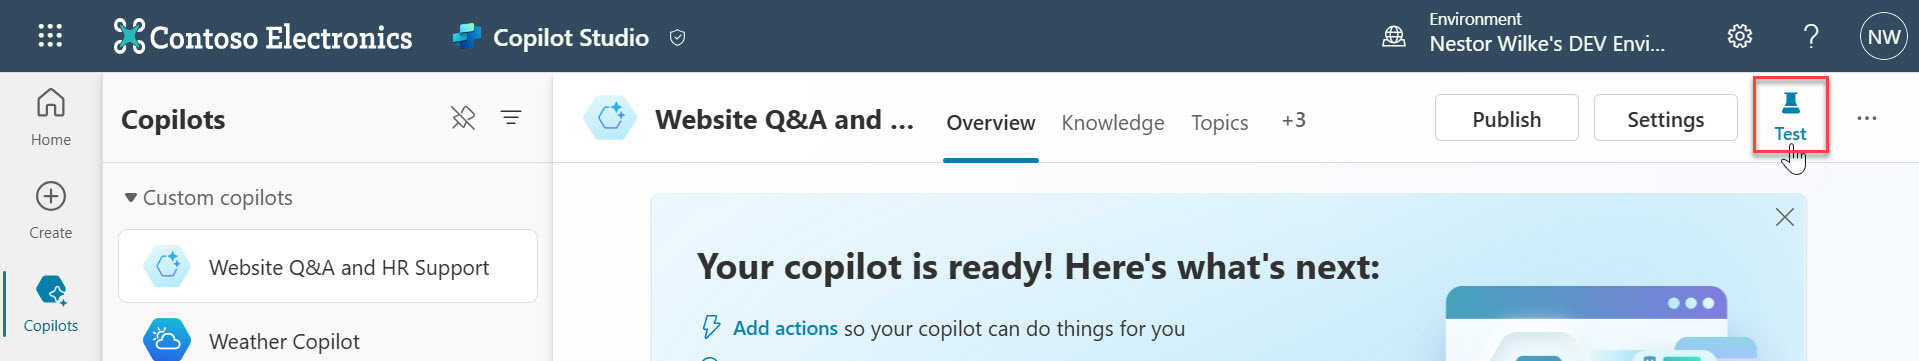 Contoso Electronics
Copilot Studio
Environment
Nestor Wilke's DEV Envi...
NW
Home
Create
Copilots
Copilots
Custom copilots
Website Q&A and HR Support
Weather Copilot
Website Q&A and ...
Overview
Knowledge
Topics
+3
Publish
Settings
Test
Your copilot is ready! Here's what's next:
Add actions so your copilot can do things for you